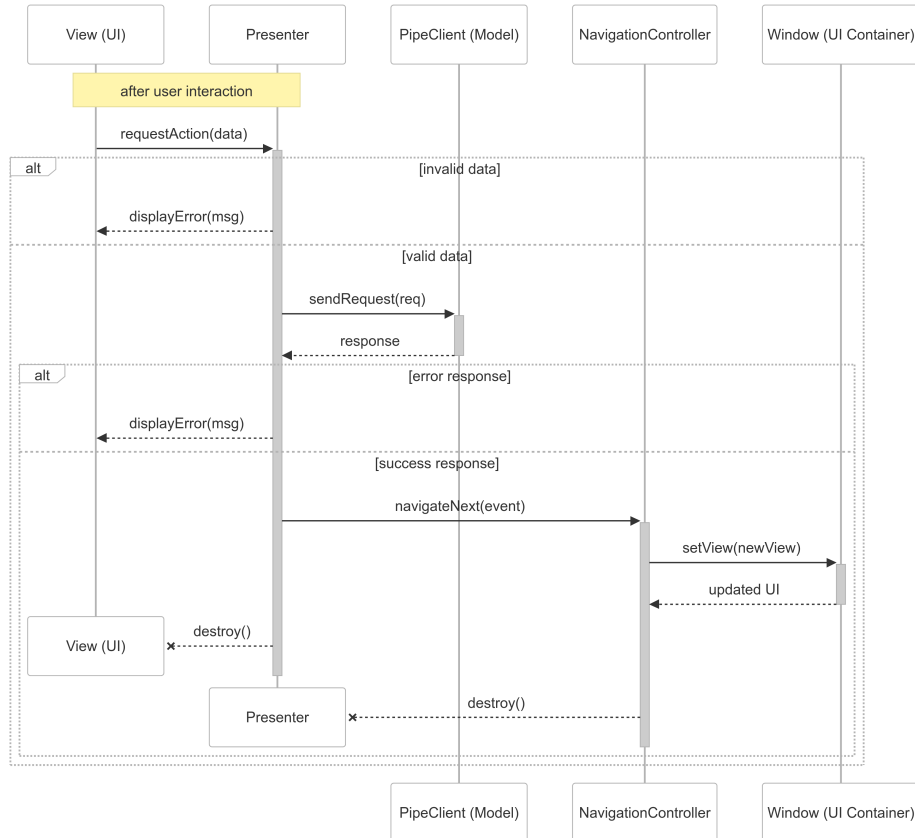 View (UI)
Presenter
PipeClient (Model)
NavigationController
Window (UI Container)
after user interaction
requestAction(data)
alt
[invalid data]
displayError(msg)
[valid data]
sendRequest(req)
response
alt
[error response]
displayError(msg)
[success response]
navigateNext(event)
setView(newView)
updated UI
destroy()
View (UI)
destroy()
Presenter
PipeClient (Model)
NavigationController
Window (UI Container)